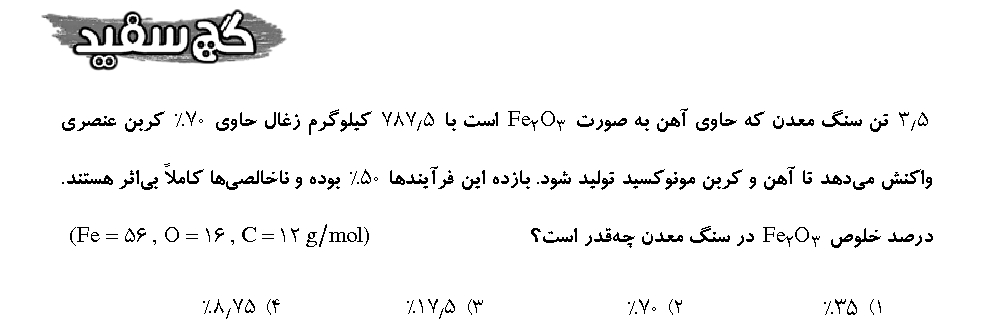 گچ سفید
۳٫۵ تن سنگ معدن که حاوی آهن به صورت Fe₂O₃ است با ۷۸۷٫۵ کیلوگرم زغال حاوی ۷۰٪ کربن عنصری
واکنش می‌دهد تا آهن و کربن مونوکسید تولید شود. بازده این فرآیندها ۵۰٪ بوده و ناخالصی‌ها کاملاً بی‌اثر هستند.
درصد خلوص Fe₂O₃ در سنگ معدن چه‌قدر است؟ (Fe = ۵۶ , O = ۱۶ , C = ۱۲ g/mol)
۱) ۳۵٪ ۲) ۷۰٪ ۳) ۱۷٫۵٪ ۴) ۸٫۷۵٪